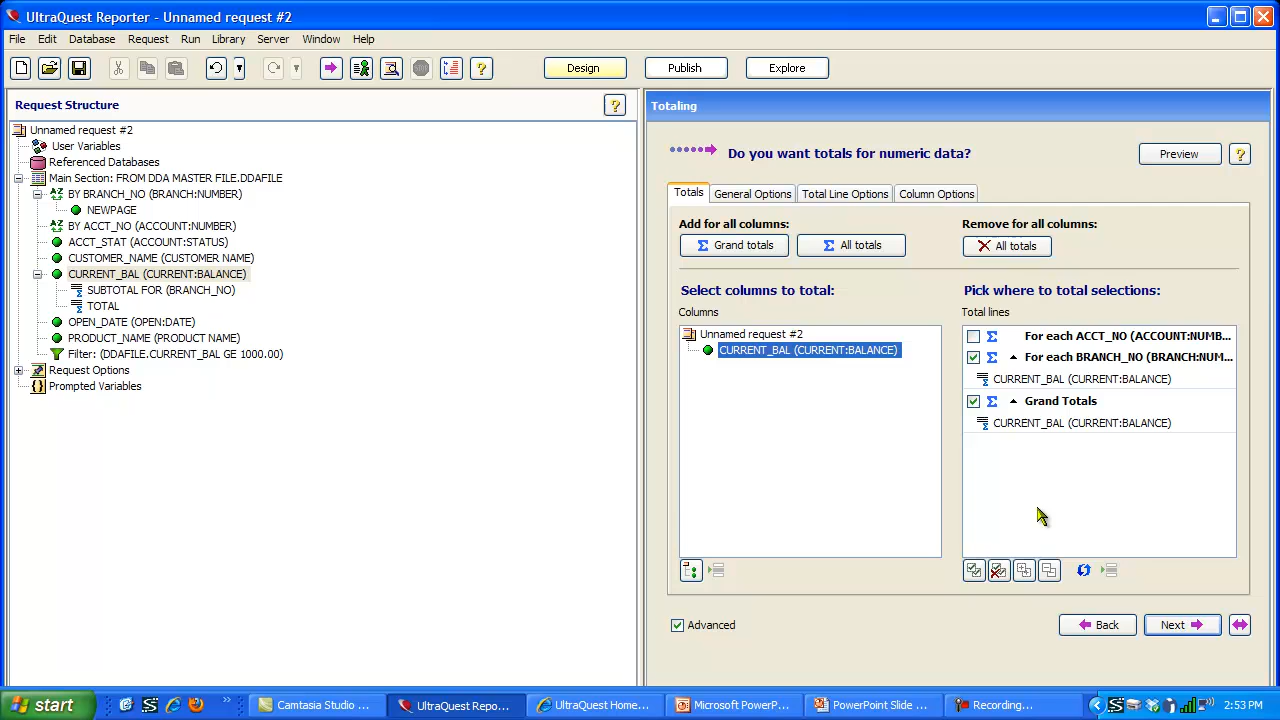 UltraQuest Reporter - Unnamed request #2
File Edit Database Request Run Library Server Window Help
Design Publish Explore
Request Structure
Unnamed request #2
User Variables
Referenced Databases
Main Section: FROM DDA MASTER FILE.DDAFILE
BY BRANCH_NO (BRANCH:NUMBER)
NEWPAGE
BY ACCT_NO (ACCOUNT:NUMBER)
ACCT_STAT (ACCOUNT:STATUS)
CUSTOMER_NAME (CUSTOMER NAME)
CURRENT_BAL (CURRENT:BALANCE)
SUBTOTAL FOR (BRANCH_NO)
TOTAL
OPEN_DATE (OPEN:DATE)
PRODUCT_NAME (PRODUCT NAME)
Filter: (DDAFILE.CURRENT_BAL GE 1000.00)
Request Options
Prompted Variables
Totaling
Do you want totals for numeric data?
Preview
Totals General Options Total Line Options Column Options
Add for all columns:
Grand totals All totals
Remove for all columns:
All totals
Select columns to total:
Columns
Unnamed request #2
CURRENT_BAL (CURRENT:BALANCE)
Pick where to total selections:
Total lines
For each ACCT_NO (ACCOUNT:NUMB...
For each BRANCH_NO (BRANCH:NUM...
CURRENT_BAL (CURRENT:BALANCE)
Grand Totals
CURRENT_BAL (CURRENT:BALANCE)
Advanced
Back Next
start
Camtasia Studio ...
UltraQuest Repo...
UltraQuest Home...
Microsoft PowerP...
PowerPoint Slide ...
Recording...
2:53 PM